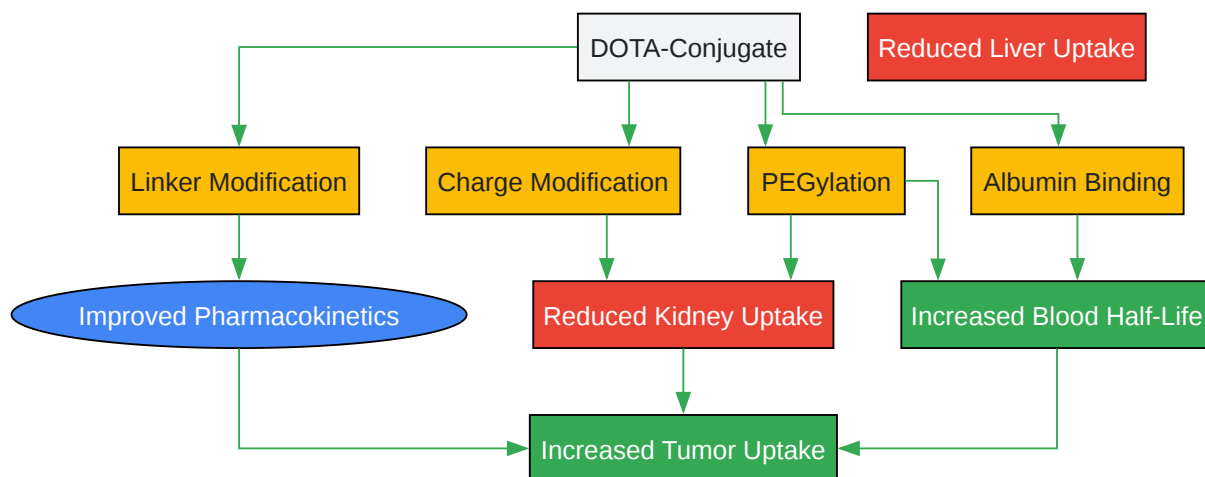 DOTA-Conjugate
Reduced Liver Uptake
Linker Modification
Charge Modification
PEGylation
Albumin Binding
Improved Pharmacokinetics
Reduced Kidney Uptake
Increased Blood Half-Life
Increased Tumor Uptake